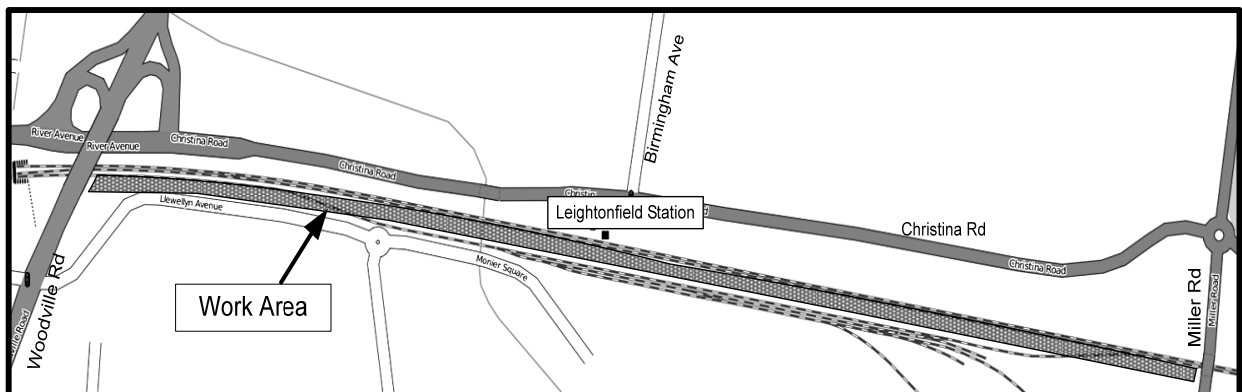 Birmingham Ave
River Avenue
River Avenue
Christina Road
Christina Road
Christina
Leightonfield Station
Llewellyn Avenue
Christina Rd
Monier Square
Christina Road
Work Area
Woodville Rd
Miller Rd
Miller Road